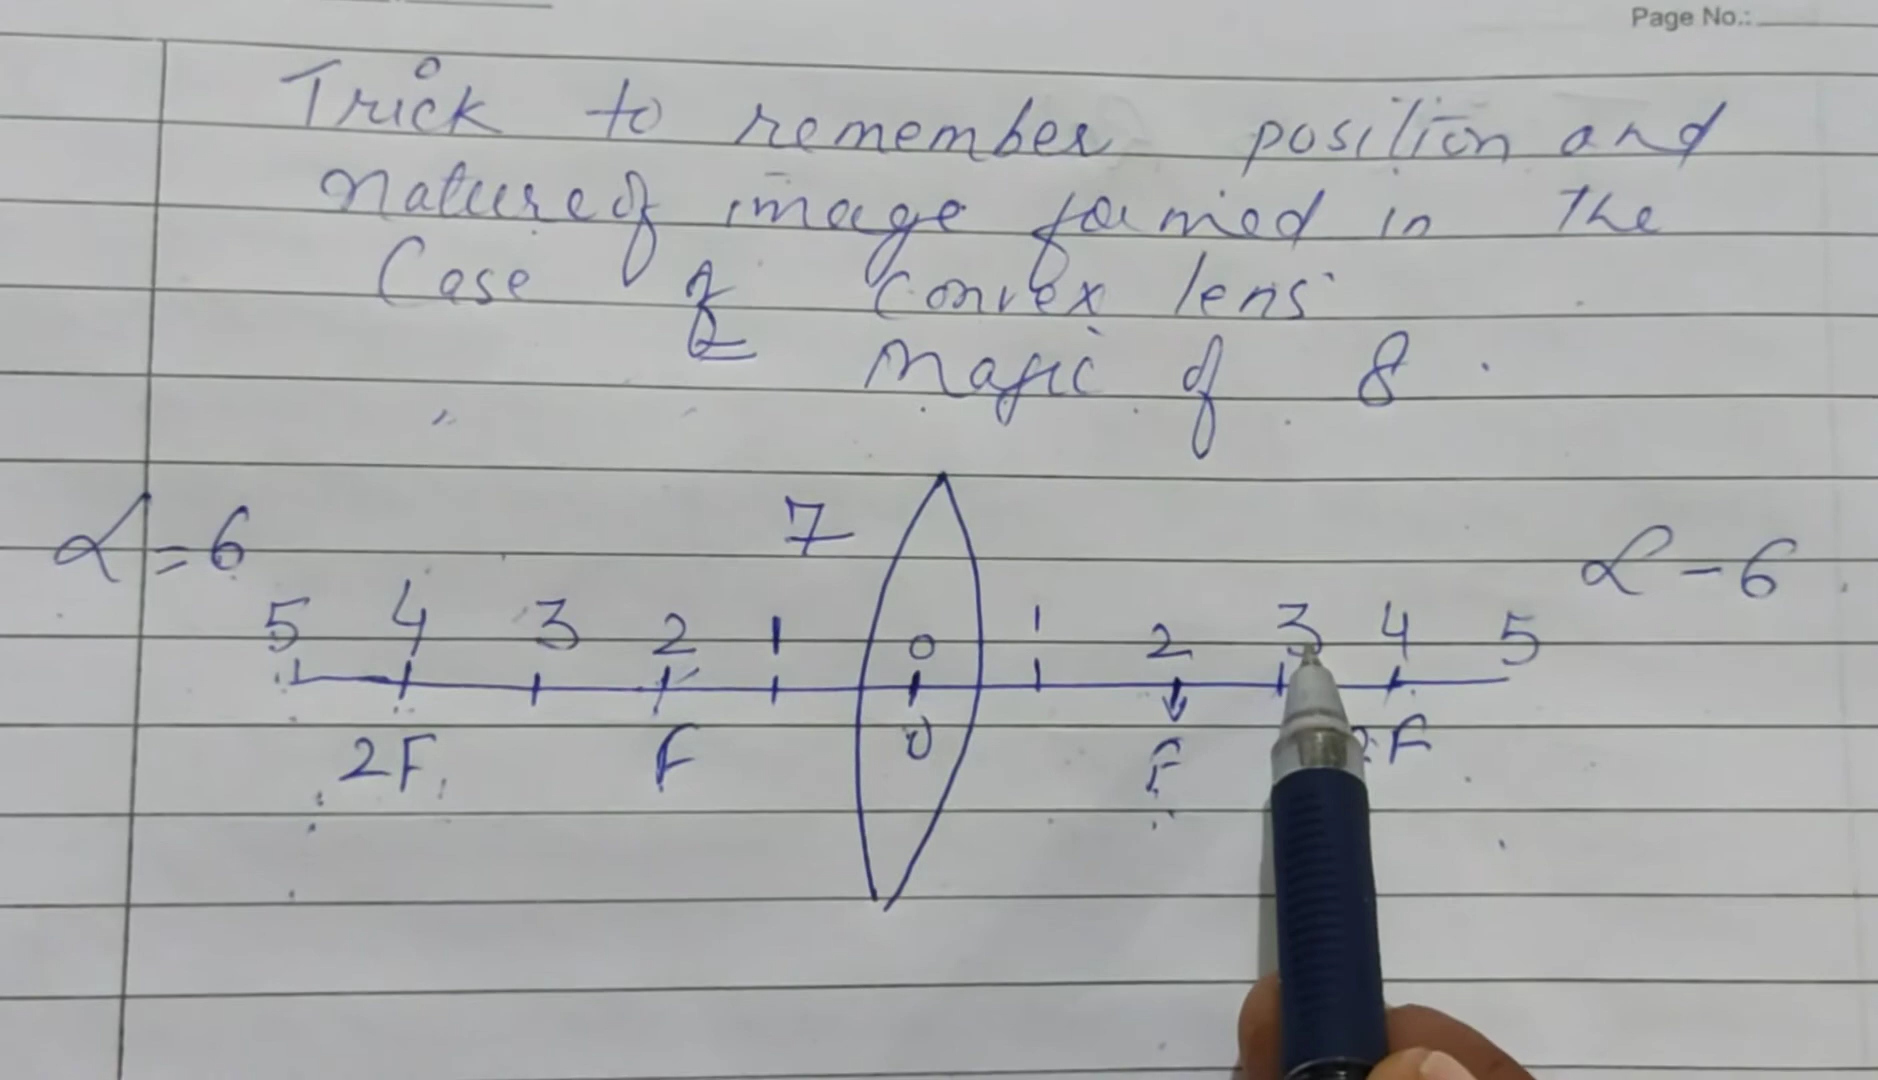 Page No.:
Trick to remember position and
nature of image formed in the
Case of convex lens
Magic of 8.
7
∝ = 6
∝ - 6
5 4 3 2 1 0 1 2 3 4 5
2F F O F 2F